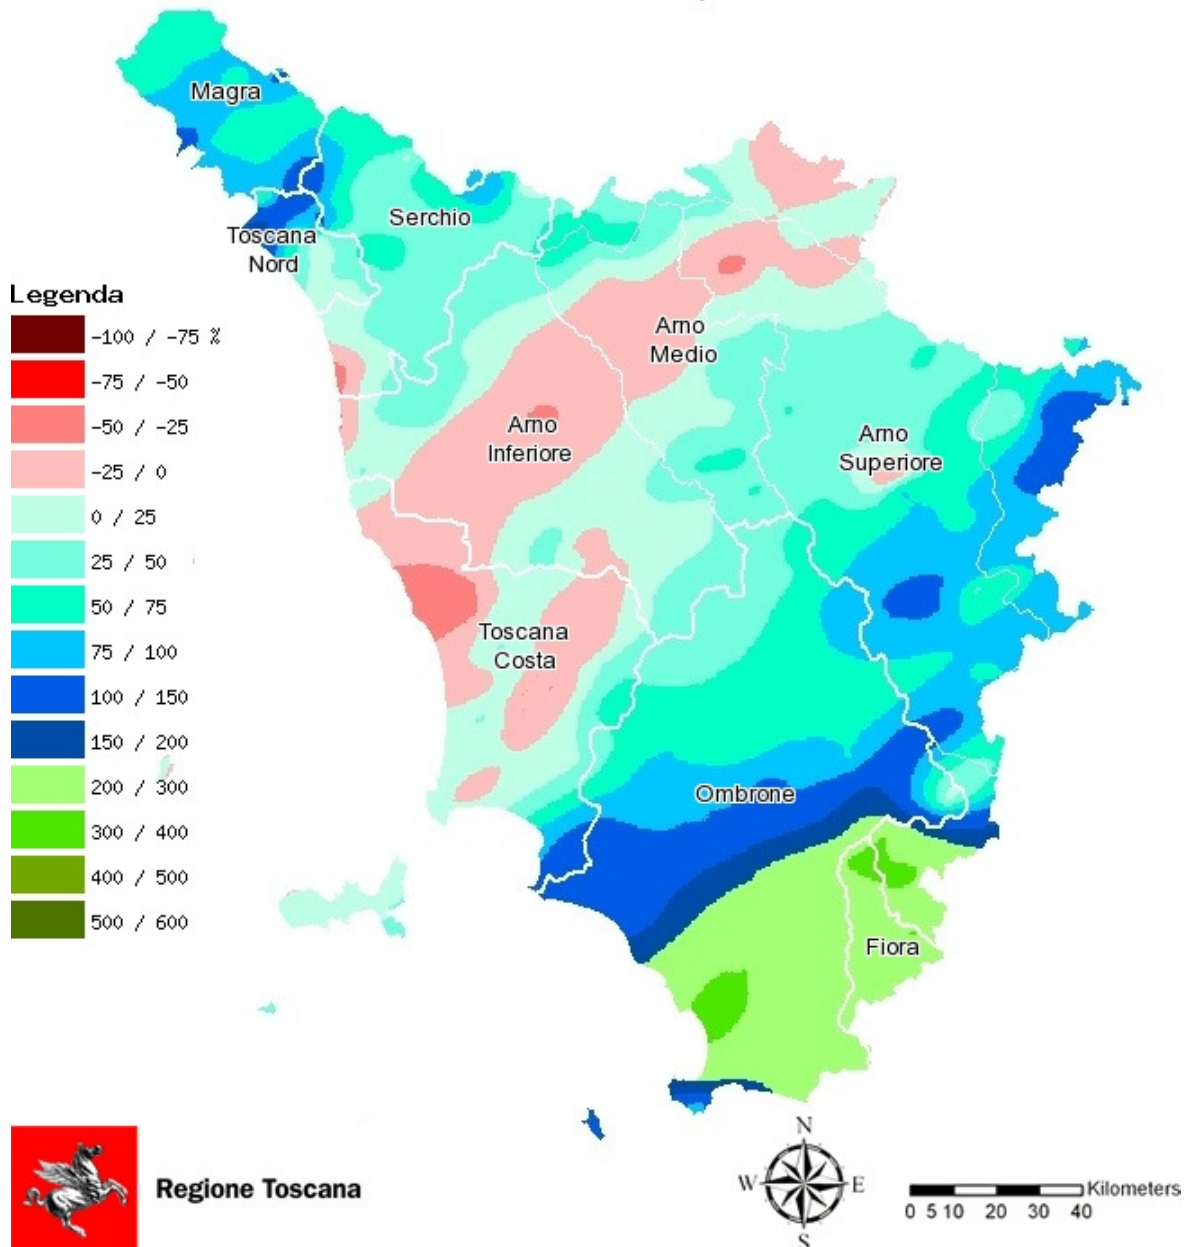 Magra
Serchio
Toscana
Nord
Legenda
-100 / -75 %
-75 / -50
-50 / -25
-25 / 0
0 / 25
25 / 50
50 / 75
75 / 100
100 / 150
150 / 200
200 / 300
300 / 400
400 / 500
500 / 600
Arno
Medio
Arno
Inferiore
Arno
Superiore
Toscana
Costa
Ombrone
Fiora
Regione Toscana
N
W E
S
Kilometers
0 5 10 20 30 40